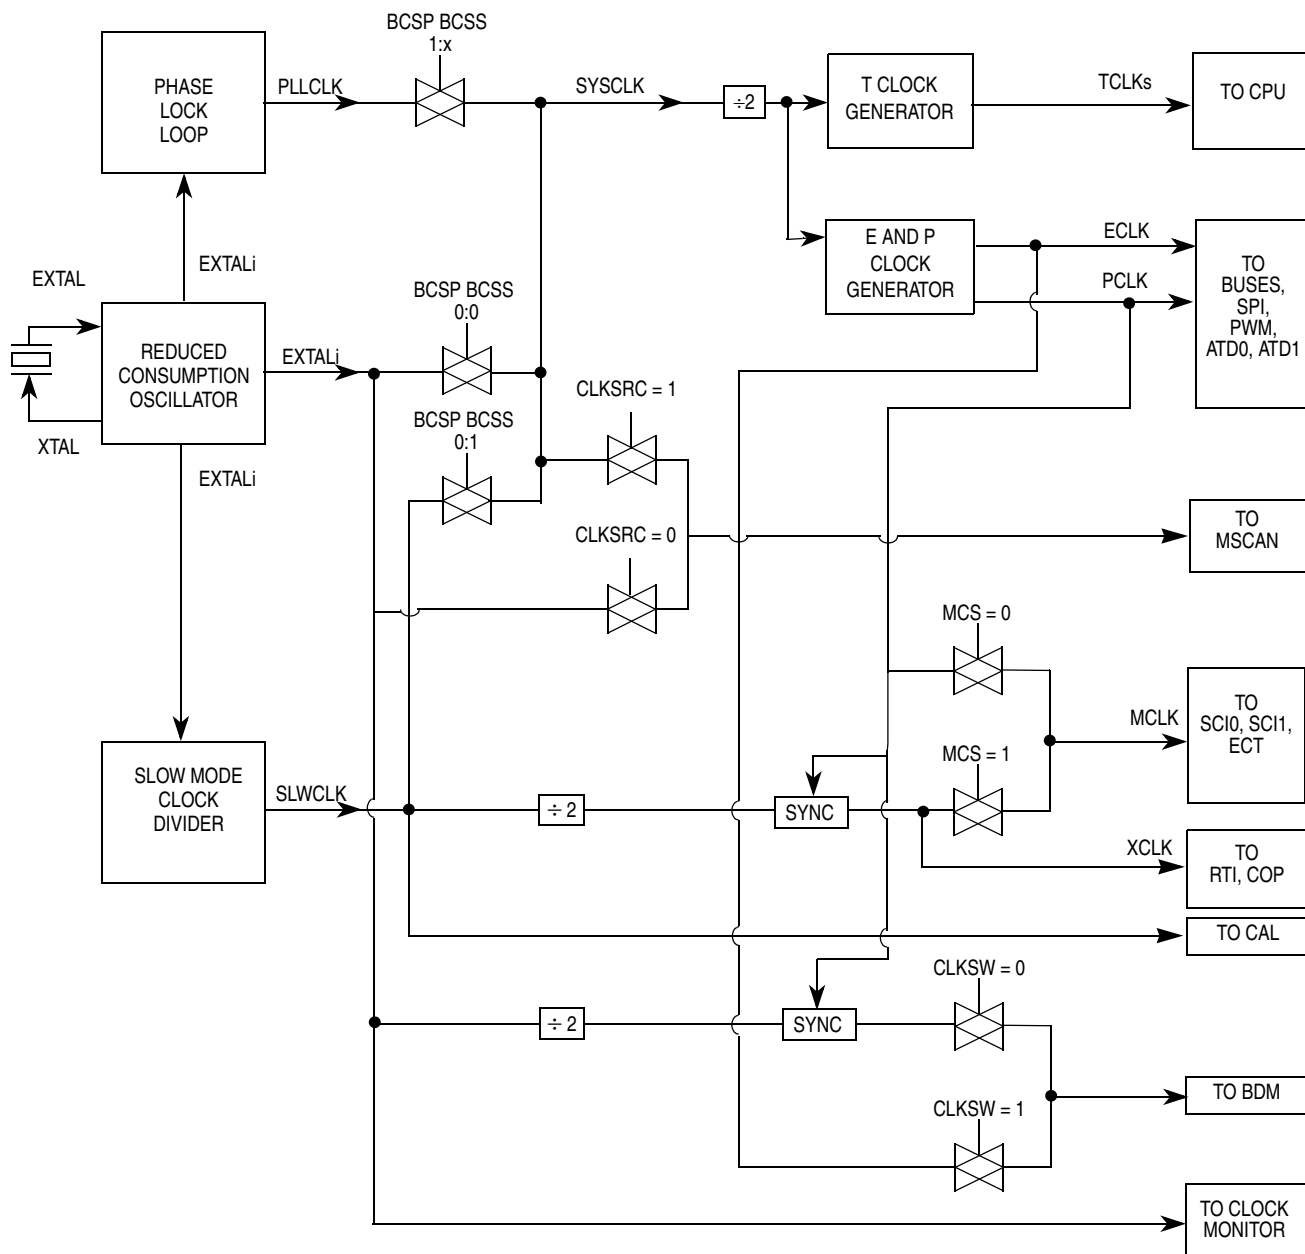 BCSP BCSS
1:x
PHASE
LOCK
LOOP
PLLCLK
SYSCLK
÷2
T CLOCK
GENERATOR
TCLKs
TO CPU
EXTALi
E AND P
CLOCK
GENERATOR
ECLK
PCLK
TO
BUSES,
SPI,
PWM,
ATD0, ATD1
EXTAL
XTAL
REDUCED
CONSUMPTION
OSCILLATOR
EXTALi
BCSP BCSS
0:0
BCSP BCSS
0:1
CLKSRC = 1
CLKSRC = 0
TO
MSCAN
EXTALi
MCS = 0
MCS = 1
MCLK
TO
SCI0, SCI1,
ECT
SLOW MODE
CLOCK
DIVIDER
SLWCLK
÷ 2
SYNC
XCLK
TO
RTI, COP
TO CAL
÷ 2
SYNC
CLKSW = 0
CLKSW = 1
TO BDM
TO CLOCK
MONITOR